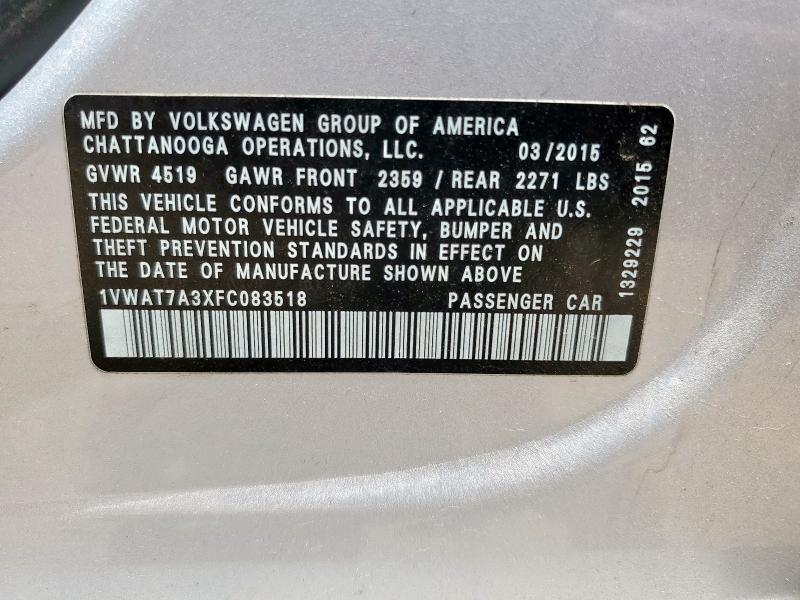 MFD BY VOLKSWAGEN GROUP OF AMERICA
CHATTANOOGA OPERATIONS, LLC. 03/2015
GVWR 4519 GAWR FRONT 2359 / REAR 2271 LBS
THIS VEHICLE CONFORMS TO ALL APPLICABLE U.S.
FEDERAL MOTOR VEHICLE SAFETY, BUMPER AND
THEFT PREVENTION STANDARDS IN EFFECT ON
THE DATE OF MANUFACTURE SHOWN ABOVE
1VWAT7A3XFC083518 PASSENGER CAR
1329229 2015 62